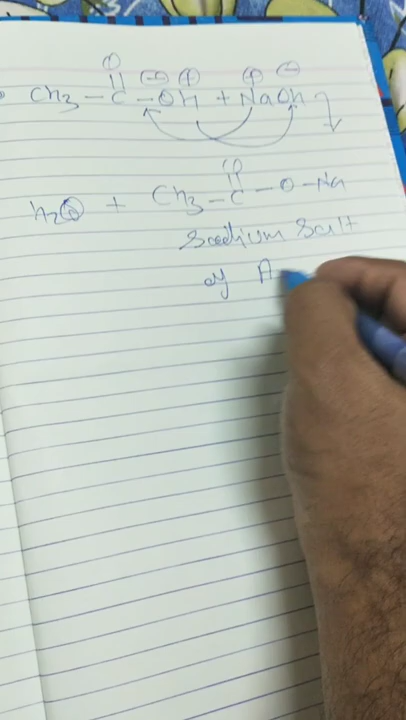 O
CH3 – C – OH + NaOH
O
H2O + CH3 – C – O – Na
Sodium Salt
of A